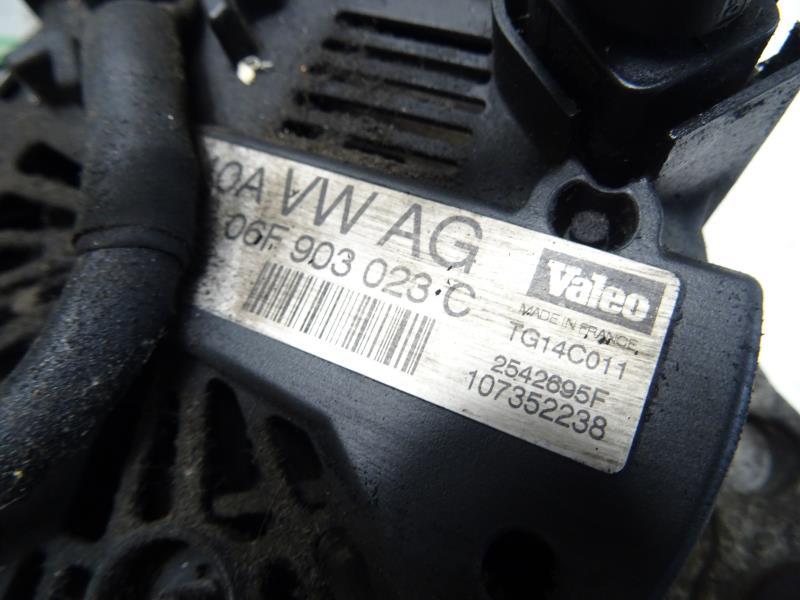 VW AG
06F 903 023 C
Valeo
MADE IN FRANCE
TG14C011
2542695F
107352238